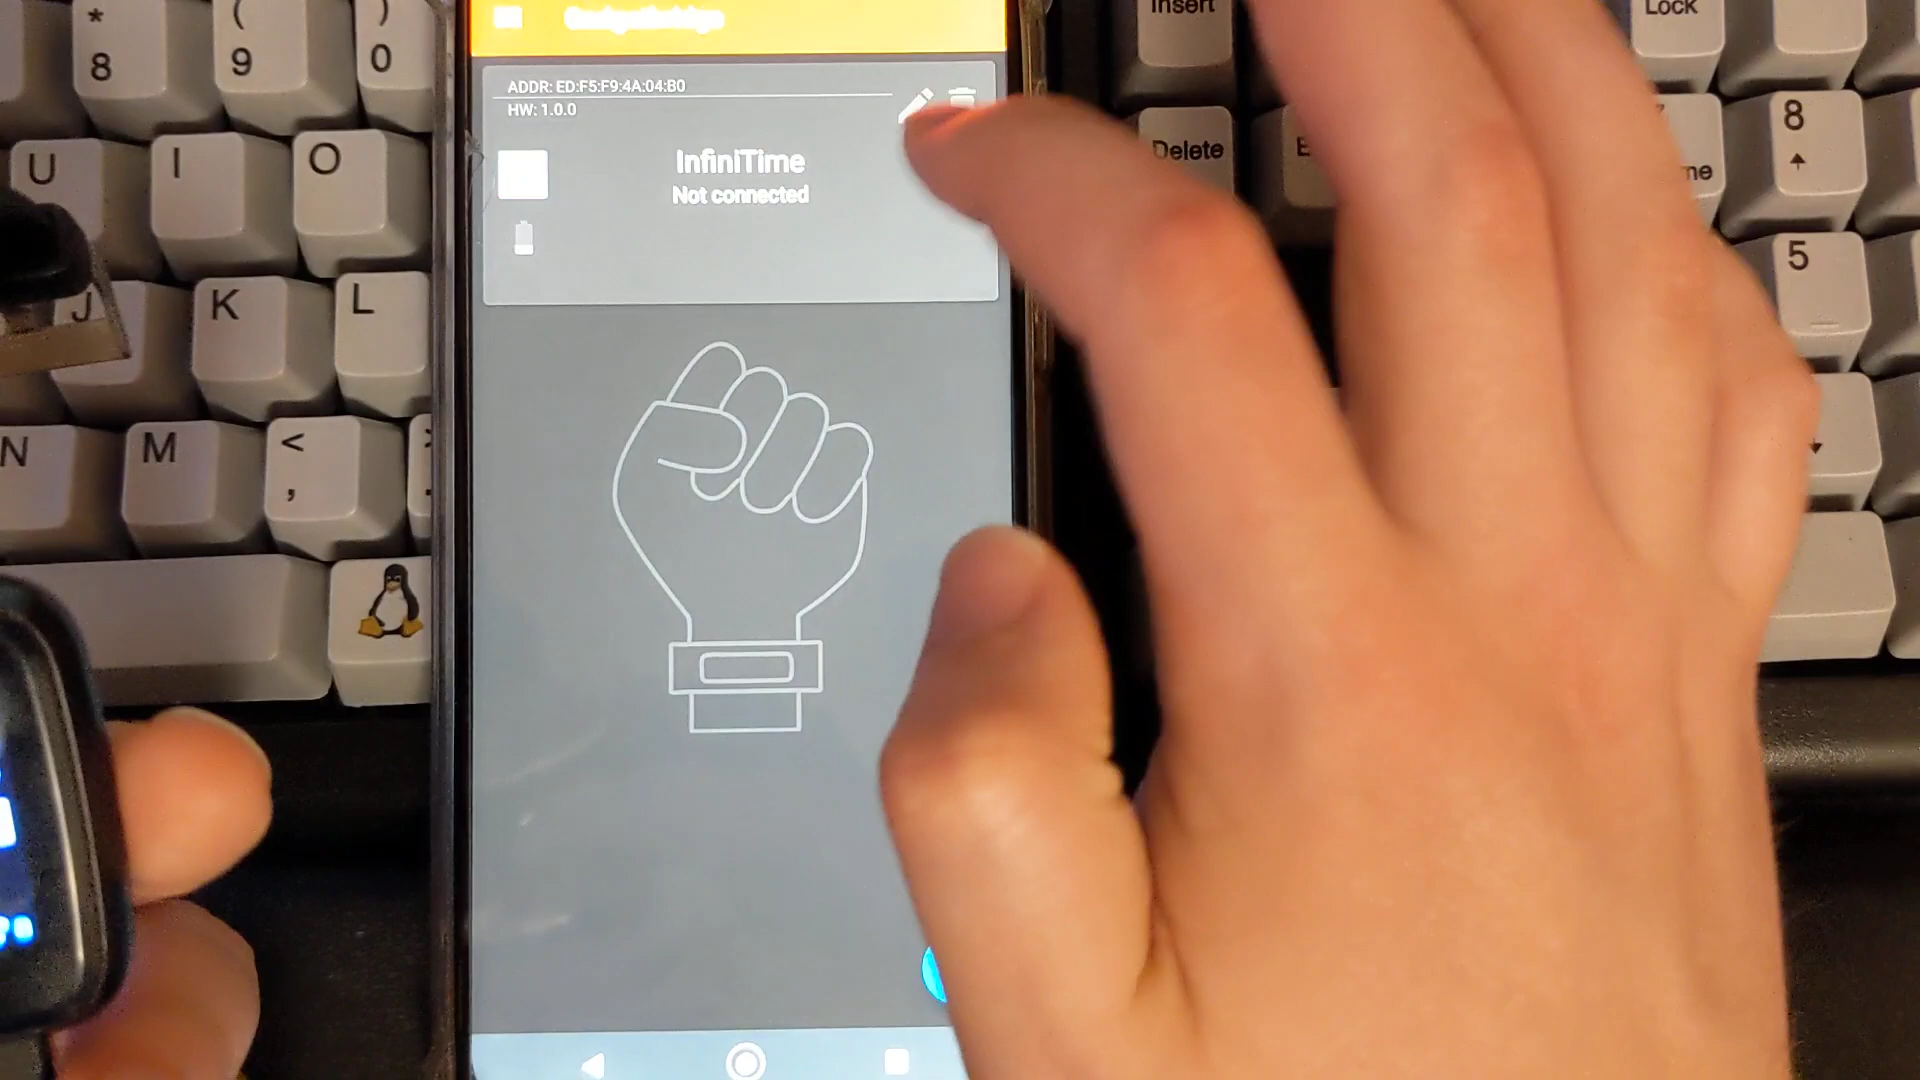 * ( )
8 9 0
Insert
Lock
ADDR: ED:F5:F9:4A:04:B0
HW: 1.0.0
InfiniTime
Not connected
U I O
Delete
8
J K L
5
N M < ,